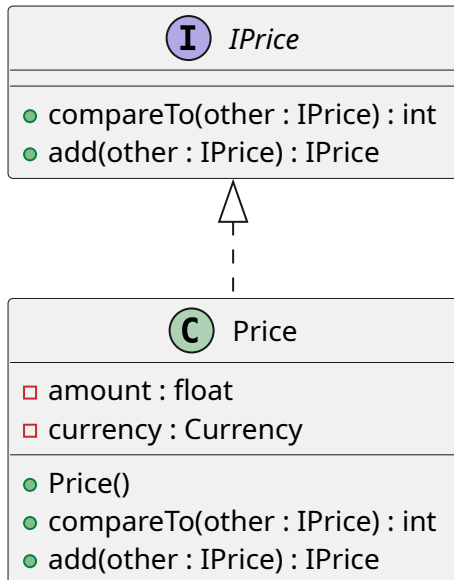 I IPrice
compareTo(other : IPrice) : int
add(other : IPrice) : IPrice
C Price
amount : float
currency : Currency
Price()
compareTo(other : IPrice) : int
add(other : IPrice) : IPrice